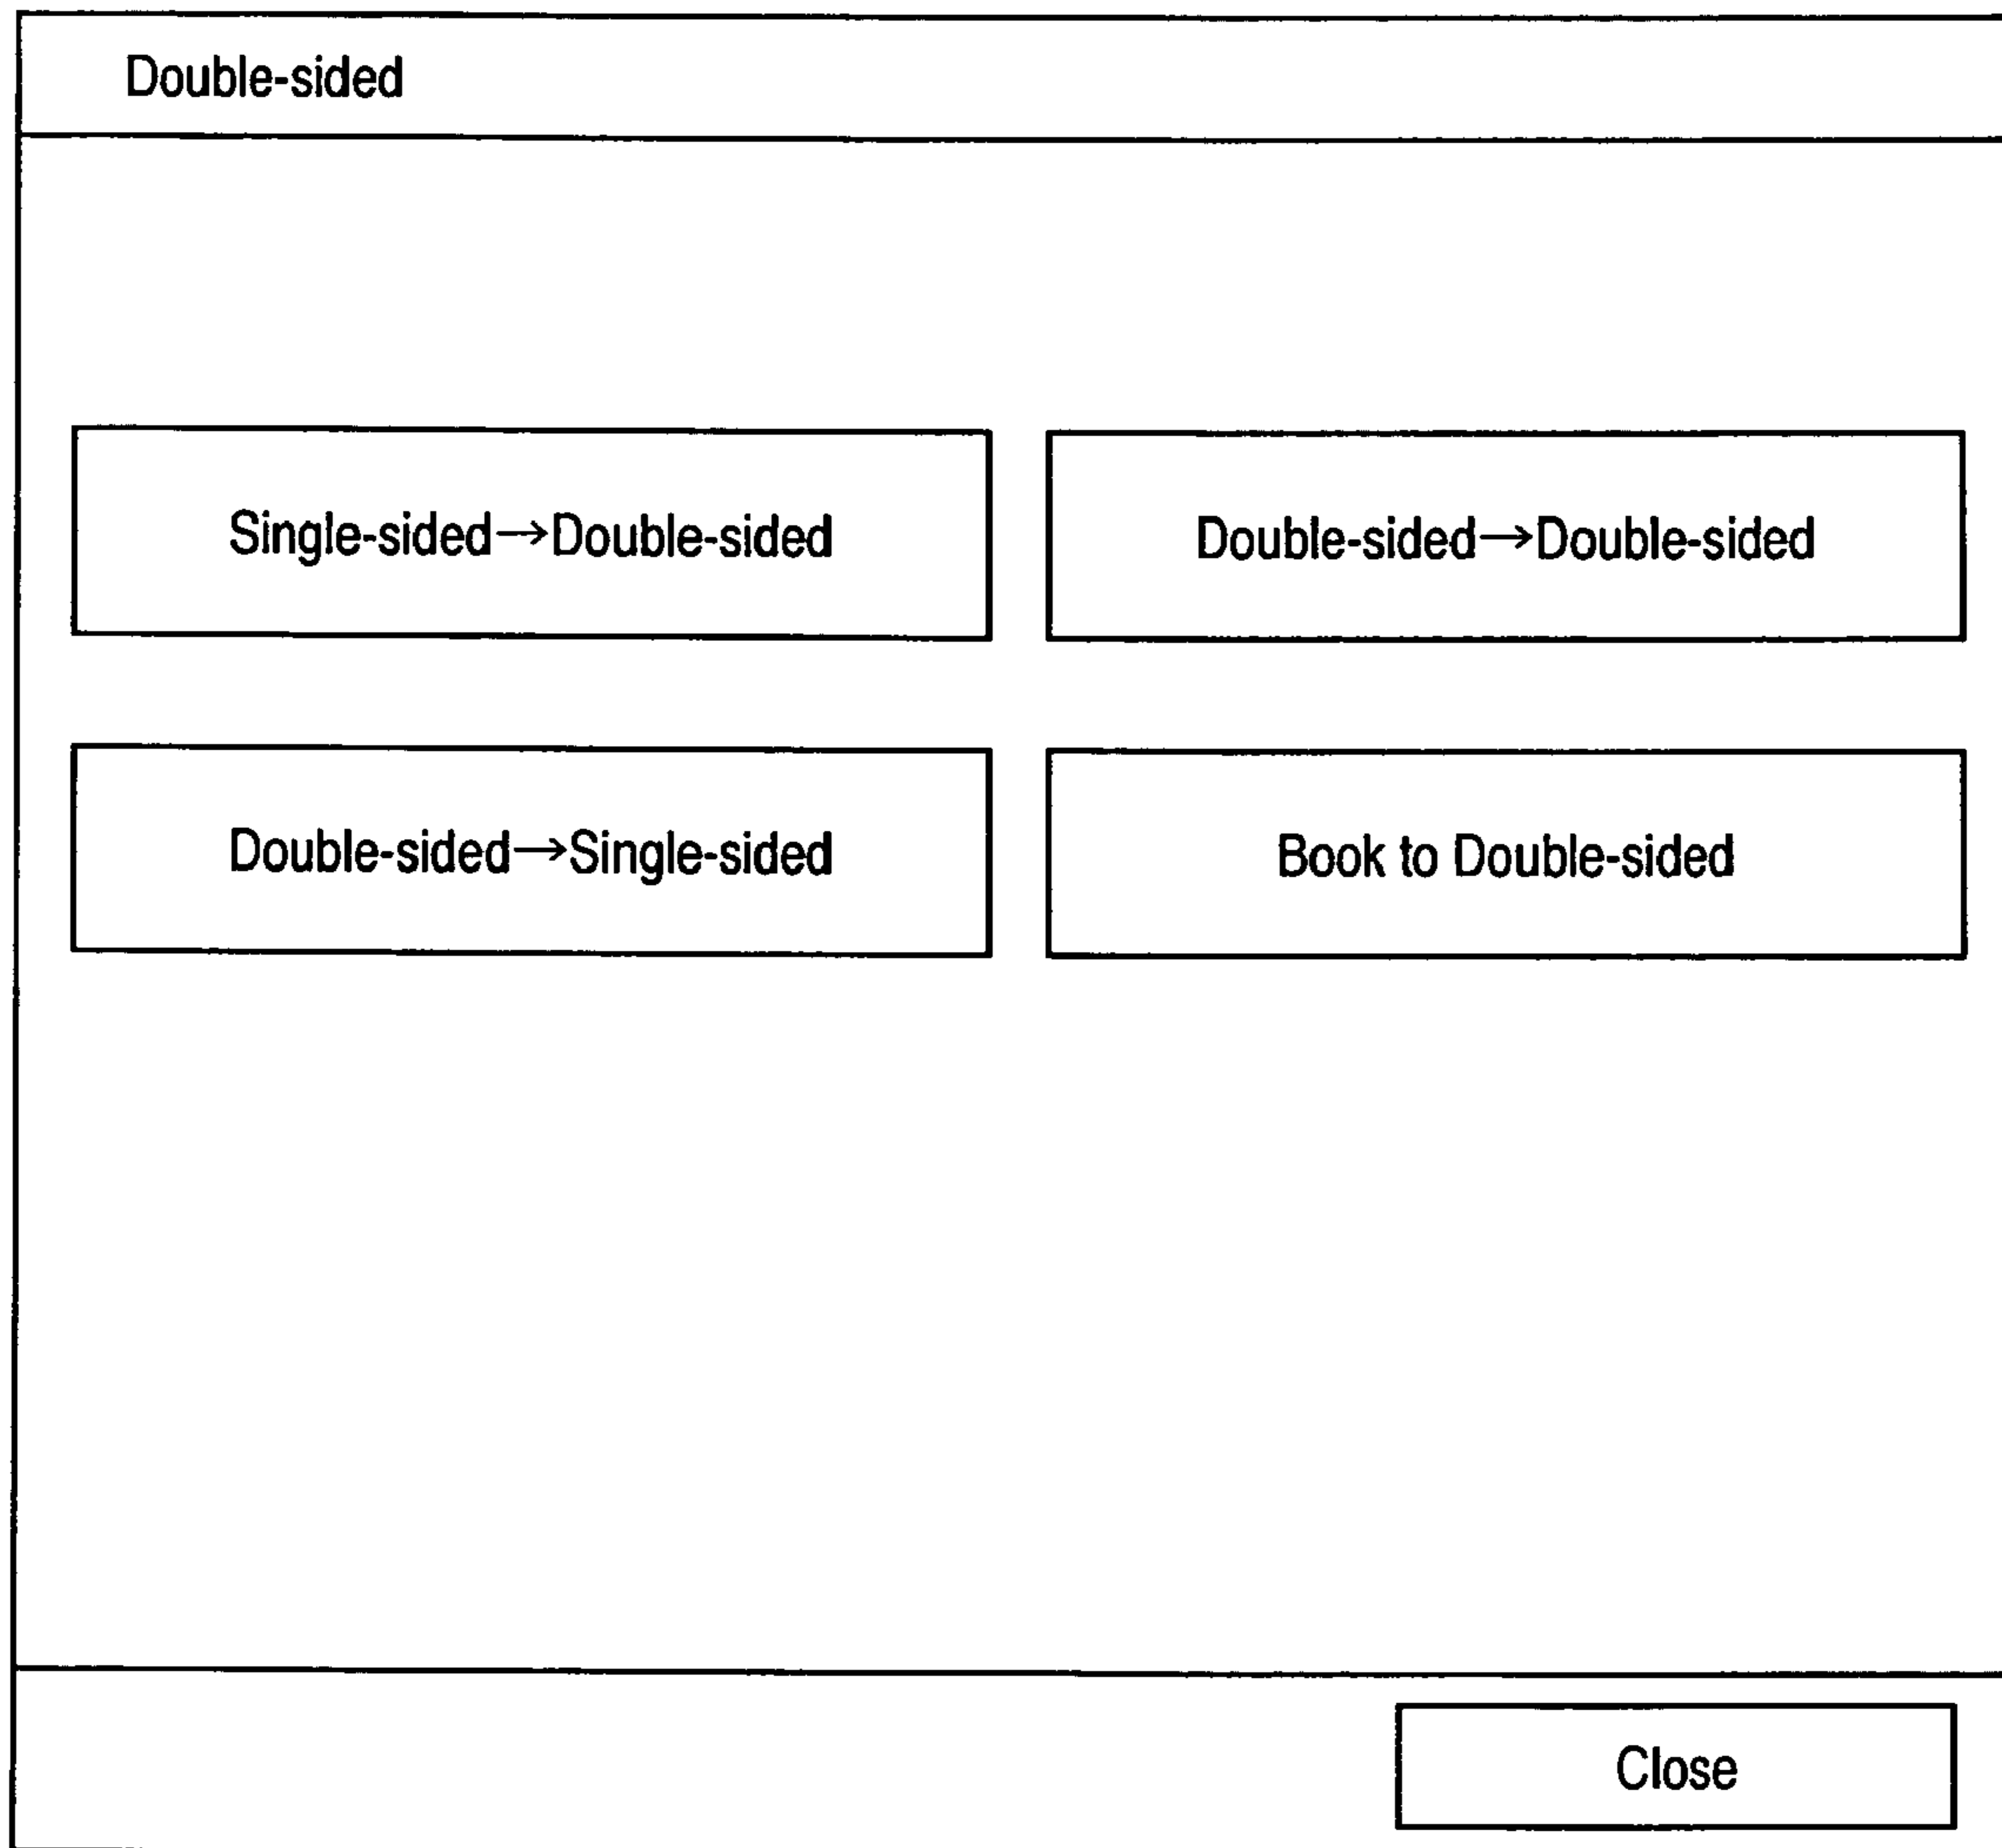 Double-sided
Single-sided→Double-sided
Double-sided→Double-sided
Double-sided→Single-sided
Book to Double-sided
Close